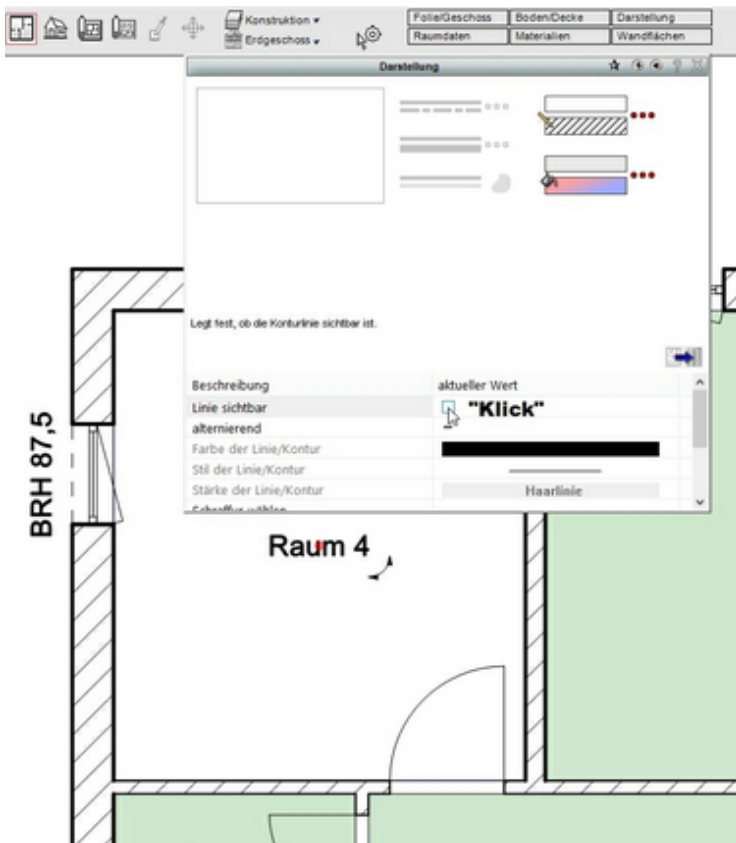 Konstruktion
Folie/Geschoss Boden/Decke Darstellung
Erdgeschoss
Raumdaten Materialien Wandflächen
Darstellung
Legt fest, ob die Konturlinie sichtbar ist.
Beschreibung aktueller Wert
Linie sichtbar "Klick"
alternierend
Farbe der Linie/Kontur
Stil der Linie/Kontur
Stärke der Linie/Kontur Haarlinie
Schraffur wählen
BRH 87,5
Raum 4